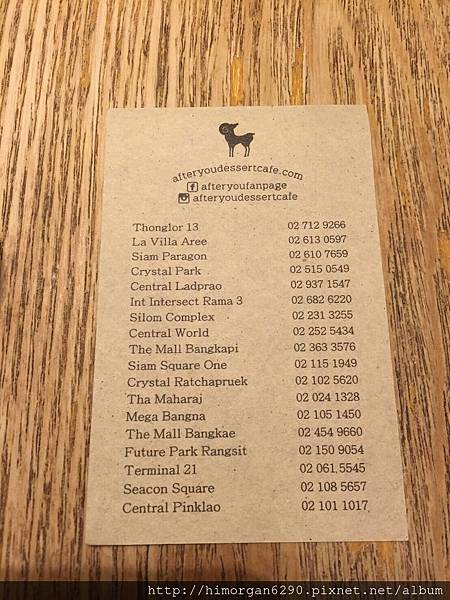 afteryoudessertcafe.com
afteryoufanpage
afteryoudessertcafe
Thonglor 13 02 712 9266
La Villa Aree 02 613 0597
Siam Paragon 02 610 7659
Crystal Park 02 515 0549
Central Ladprao 02 937 1547
Int Intersect Rama 3 02 682 6220
Silom Complex 02 231 3255
Central World 02 252 5434
The Mall Bangkapi 02 363 3576
Siam Square One 02 115 1949
Crystal Ratchapruek 02 102 5620
Tha Maharaj 02 024 1328
Mega Bangna 02 105 1450
The Mall Bangkae 02 454 9660
Future Park Rangsit 02 150 9054
Terminal 21 02 061 5545
Seacon Square 02 108 5657
Central Pinklao 02 101 1017
http://himorgan6290.pixnet.net/album